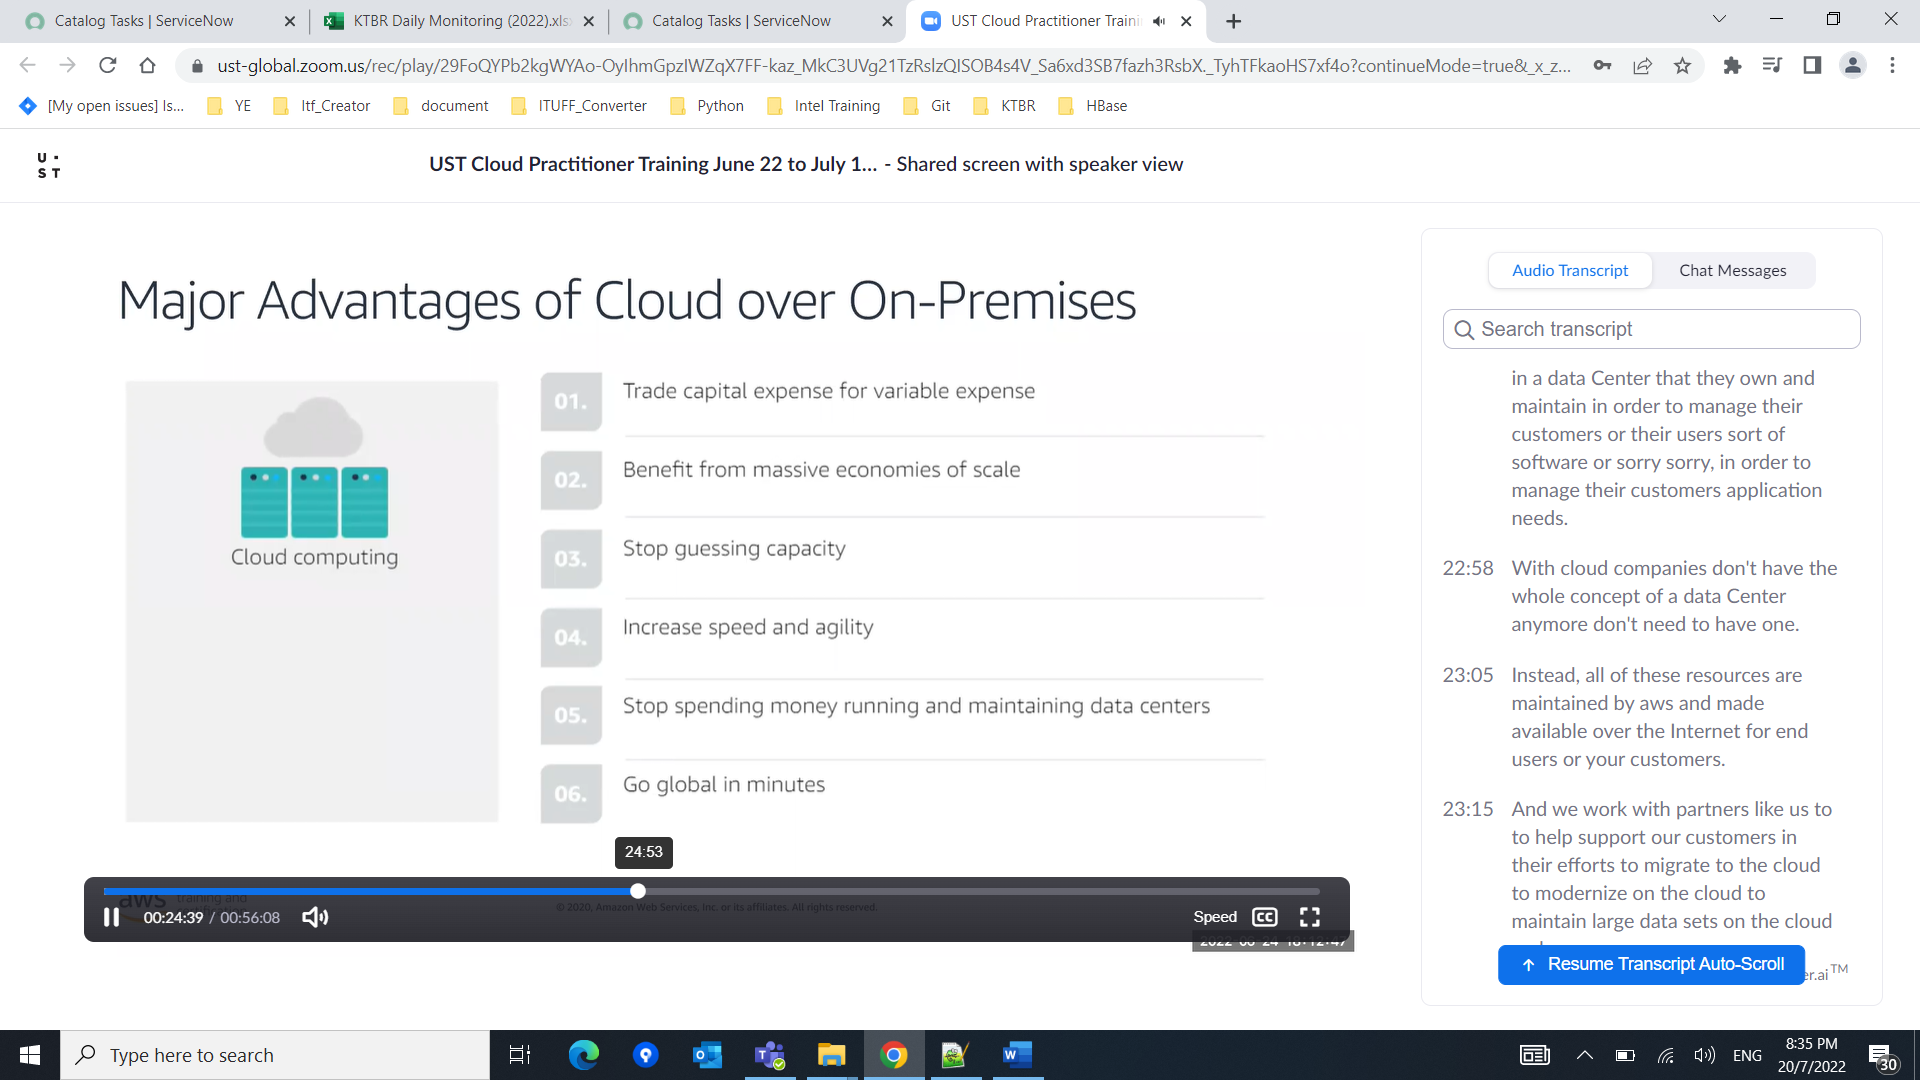 Catalog Tasks | ServiceNow
KTBR Daily Monitoring (2022).xls
Catalog Tasks | ServiceNow
UST Cloud Practitioner Traini
ust-global.zoom.us/rec/play/29FoQYPb2kgWYAo-OyIhmGpzIWZqX7FF-kaz_MkC3UVg21TzRslzQISOB4s4V_Sa6xd3SB7fazh3RsbX._TyhTFkaoHS7xf4o?continueMode=true&_x_z...
[My open issues] Is...
YE
Itf_Creator
document
ITUFF_Converter
Python
Intel Training
Git
KTBR
HBase
U·
ST
UST Cloud Practitioner Training June 22 to July 1... - Shared screen with speaker view
Major Advantages of Cloud over On-Premises
Cloud computing
01. Trade capital expense for variable expense
02. Benefit from massive economies of scale
03. Stop guessing capacity
04. Increase speed and agility
05. Stop spending money running and maintaining data centers
06. Go global in minutes
24:53
aws training and
© 2020, Amazon Web Services, Inc. or its affiliates. All rights reserved.
00:24:39 / 00:56:08
Speed
CC
Audio Transcript
Chat Messages
Search transcript
in a data Center that they own and
maintain in order to manage their
customers or their users sort of
software or sorry sorry, in order to
manage their customers application
needs.
22:58 With cloud companies don't have the
whole concept of a data Center
anymore don't need to have one.
23:05 Instead, all of these resources are
maintained by aws and made
available over the Internet for end
users or your customers.
23:15 And we work with partners like us to
to help support our customers in
their efforts to migrate to the cloud
to modernize on the cloud to
maintain large data sets on the cloud
Resume Transcript Auto-Scroll
er.ai™
Type here to search
ENG
8:35 PM
20/7/2022
30